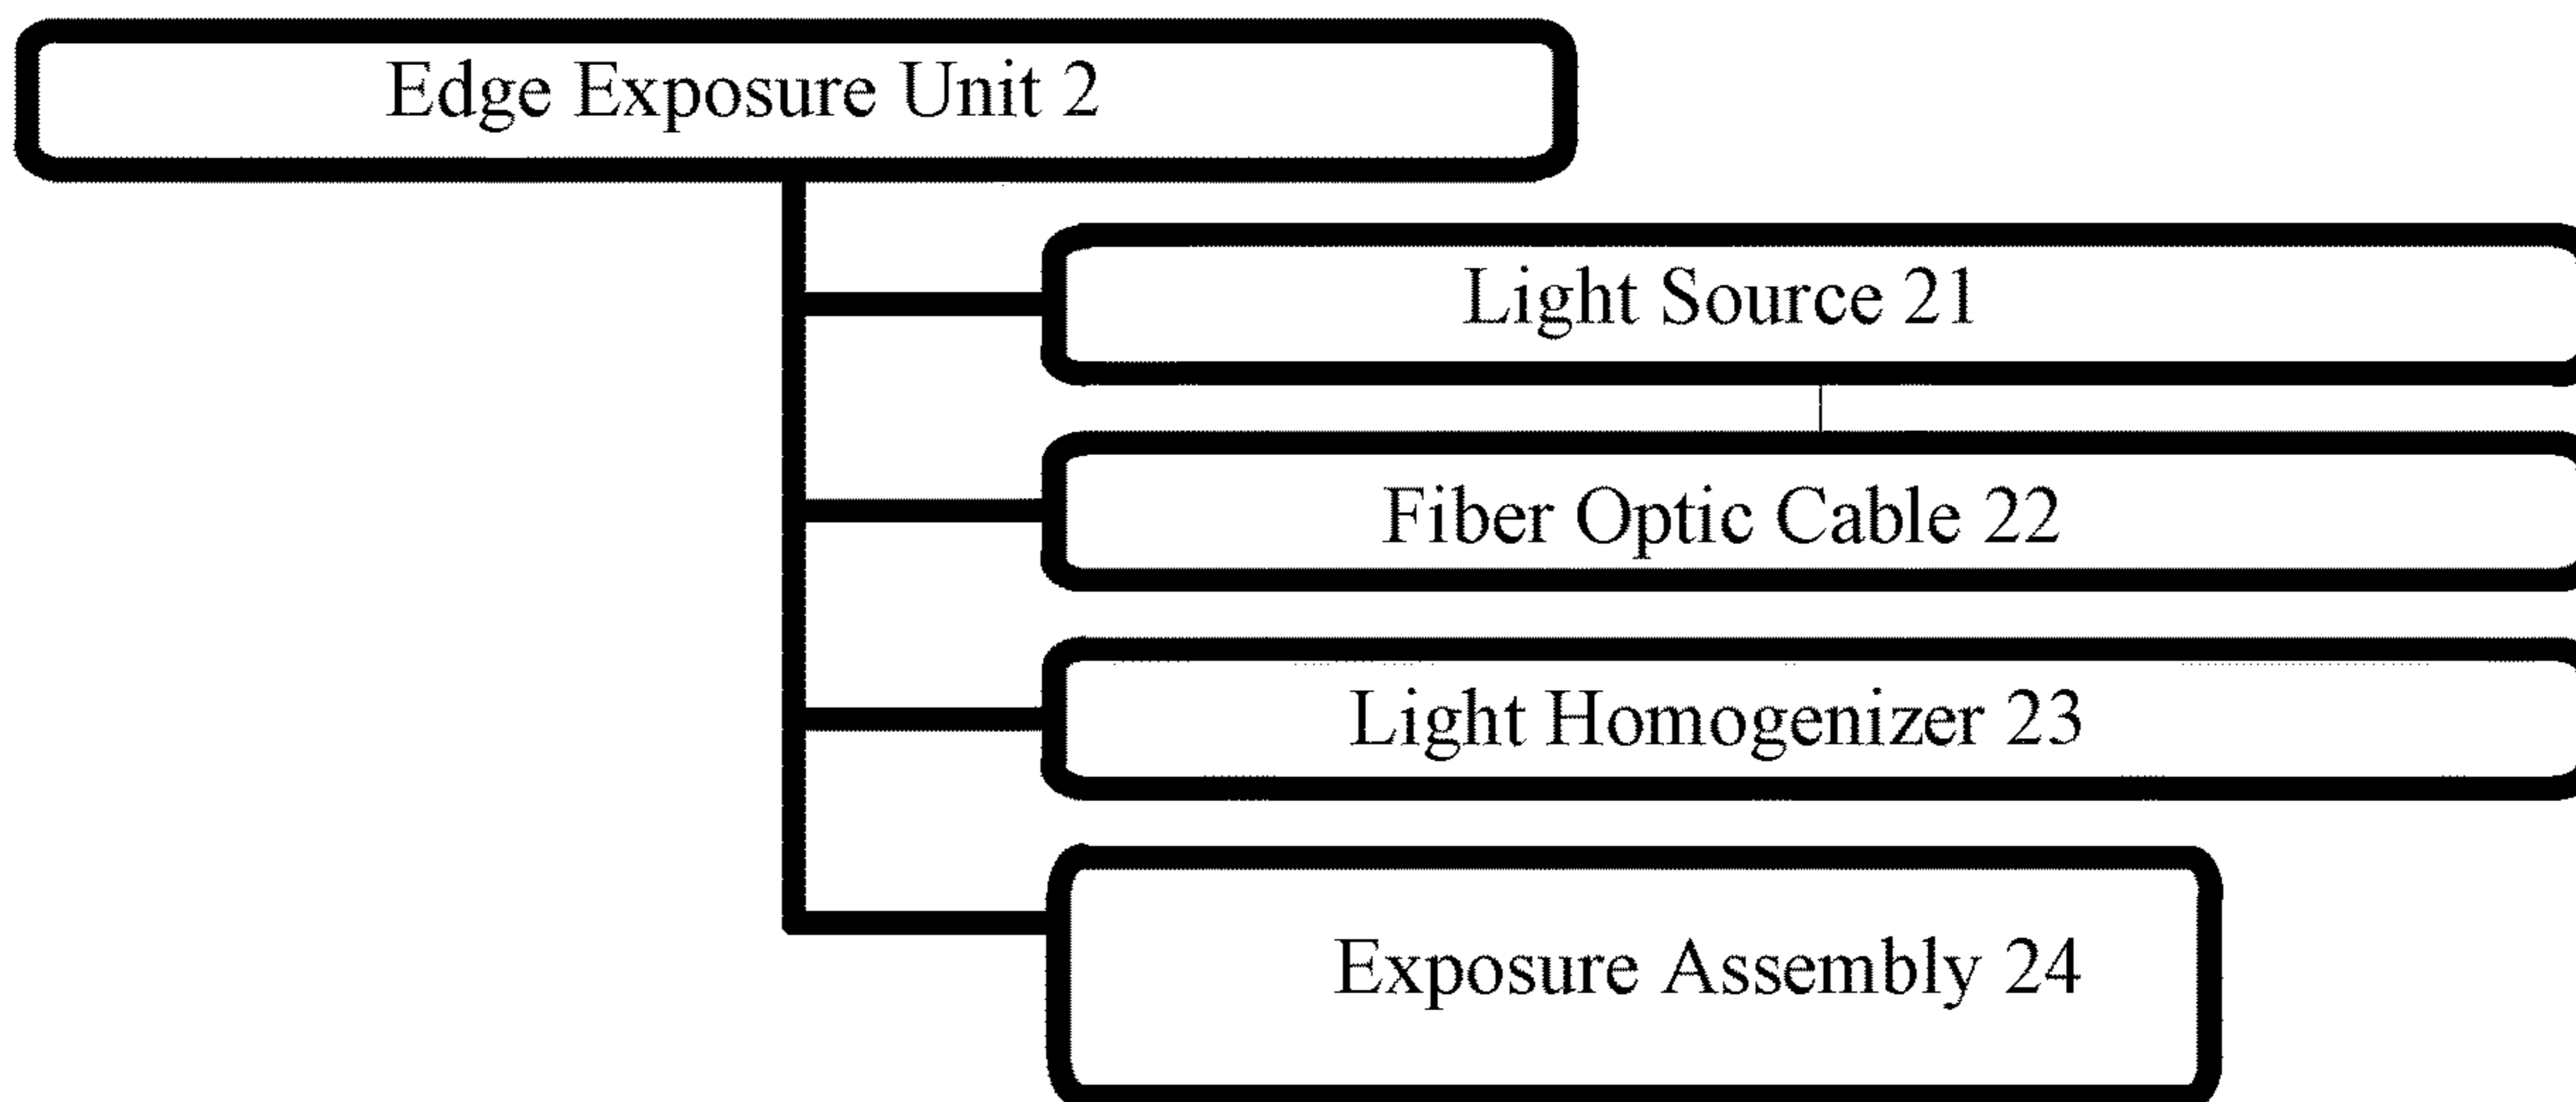 Edge Exposure Unit 2
Light Source 21
Fiber Optic Cable 22
Light Homogenizer 23
Exposure Assembly 24